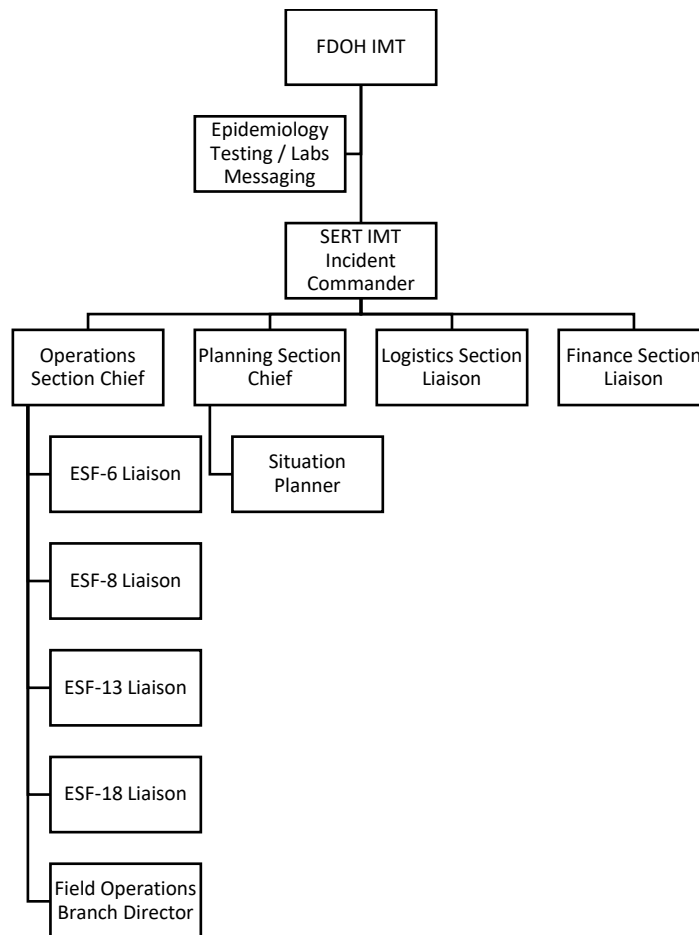 FDOH IMT
Epidemiology
Testing / Labs
Messaging
SERT IMT
Incident
Commander
Operations
Section Chief
Planning Section
Chief
Logistics Section
Liaison
Finance Section
Liaison
ESF-6 Liaison
Situation
Planner
ESF-8 Liaison
ESF-13 Liaison
ESF-18 Liaison
Field Operations
Branch Director